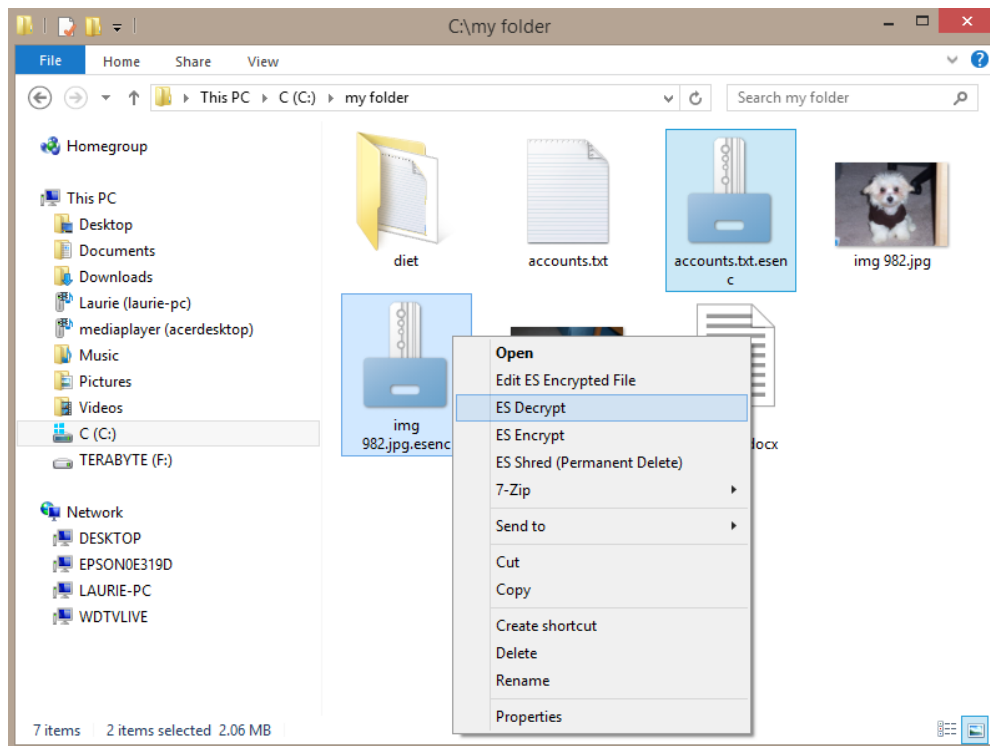 C:\my folder
File Home Share View
This PC C (C:) my folder
Search my folder
Homegroup
This PC
Desktop
Documents
Downloads
Laurie (laurie-pc)
mediaplayer (acerdesktop)
Music
Pictures
Videos
C (C:)
TERABYTE (F:)
Network
DESKTOP
EPSON0E319D
LAURIE-PC
WDTVLIVE
diet
accounts.txt
accounts.txt.esen
c
img 982.jpg
img
982.jpg.esenc
docx
Open
Edit ES Encrypted File
ES Decrypt
ES Encrypt
ES Shred (Permanent Delete)
7-Zip
Send to
Cut
Copy
Create shortcut
Delete
Rename
Properties
7 items 2 items selected 2.06 MB